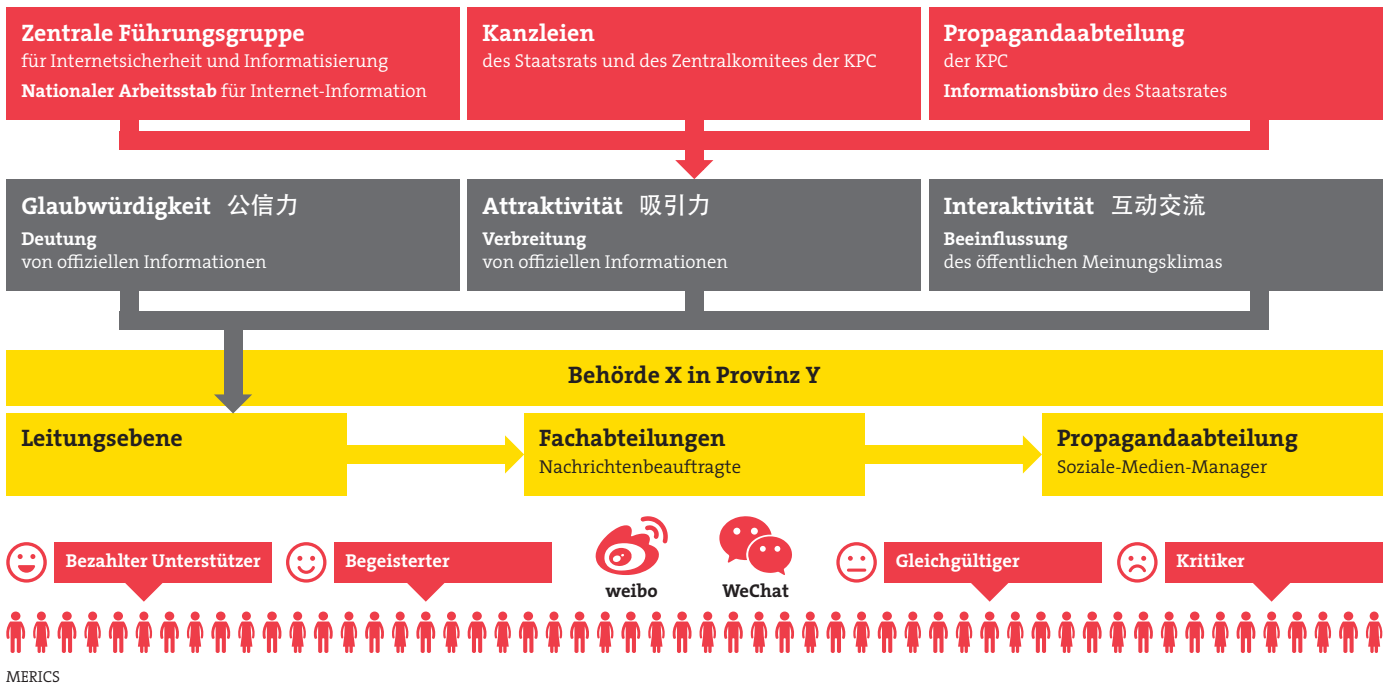 Zentrale Führungsgruppe
für Internetsicherheit und Informatisierung
Nationaler Arbeitsstab für Internet-Information
Kanzleien
des Staatsrats und des Zentralkomitees der KPC
Propagandaabteilung
der KPC
Informationsbüro des Staatsrates
Glaubwürdigkeit 公信力
Deutung
von offiziellen Informationen
Attraktivität 吸引力
Verbreitung
von offiziellen Informationen
Interaktivität 互动交流
Beeinflussung
des öffentlichen Meinungsklimas
Behörde X in Provinz Y
Leitungsebene
Fachabteilungen
Nachrichtenbeauftragte
Propagandaabteilung
Soziale-Medien-Manager
Bezahlter Unterstützer
Begeisterter
weibo
WeChat
Gleichgültiger
Kritiker
MERICS